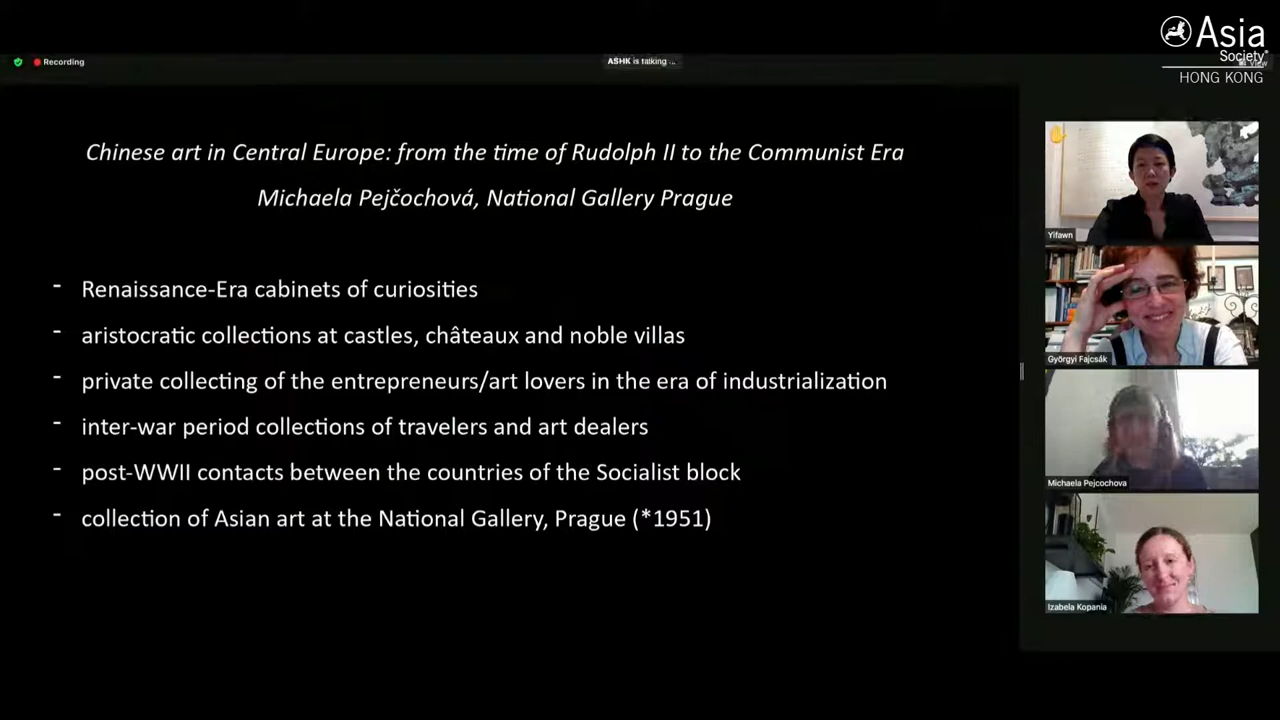 Asia
Society
HONG KONG
Recording
ASHK is talking ...
View
Chinese art in Central Europe: from the time of Rudolph II to the Communist Era
Michaela Pejčochová, National Gallery Prague
- Renaissance-Era cabinets of curiosities
- aristocratic collections at castles, châteaux and noble villas
- private collecting of the entrepreneurs/art lovers in the era of industrialization
- inter-war period collections of travelers and art dealers
- post-WWII contacts between the countries of the Socialist block
- collection of Asian art at the National Gallery, Prague (*1951)
Yifawn
Györgyi Fajcsák
Michaela Pejcochova
Izabela Kopania